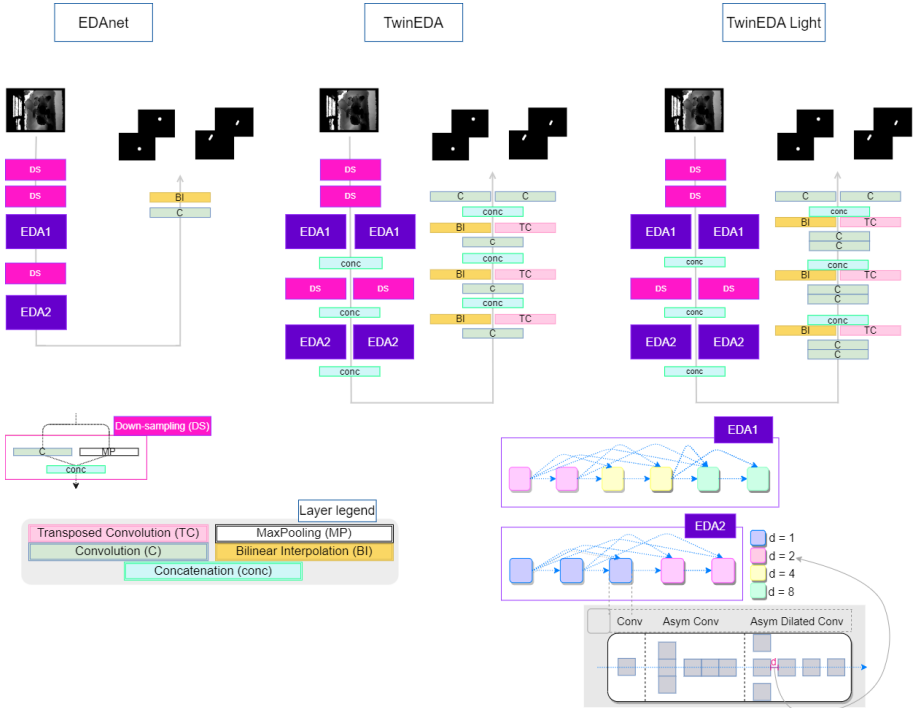 EDAnet
TwinEDA
TwinEDA Light
DS
DS
EDA1
DS
EDA2
BI
C
DS
DS
EDA1 EDA1
conc
DS DS
conc
EDA2 EDA2
conc
C C
conc
BI TC
C
conc
BI TC
C
conc
BI TC
C
DS
DS
EDA1 EDA1
conc
DS DS
conc
EDA2 EDA2
conc
C C
conc
BI TC
C
C
conc
BI TC
C
C
conc
BI TC
C
C
Down-sampling (DS)
C MP
conc
Layer legend
Transposed Convolution (TC) MaxPooling (MP)
Convolution (C) Bilinear Interpolation (BI)
Concatenation (conc)
EDA1
EDA2
d = 1
d = 2
d = 4
d = 8
Conv Asym Conv Asym Dilated Conv
d